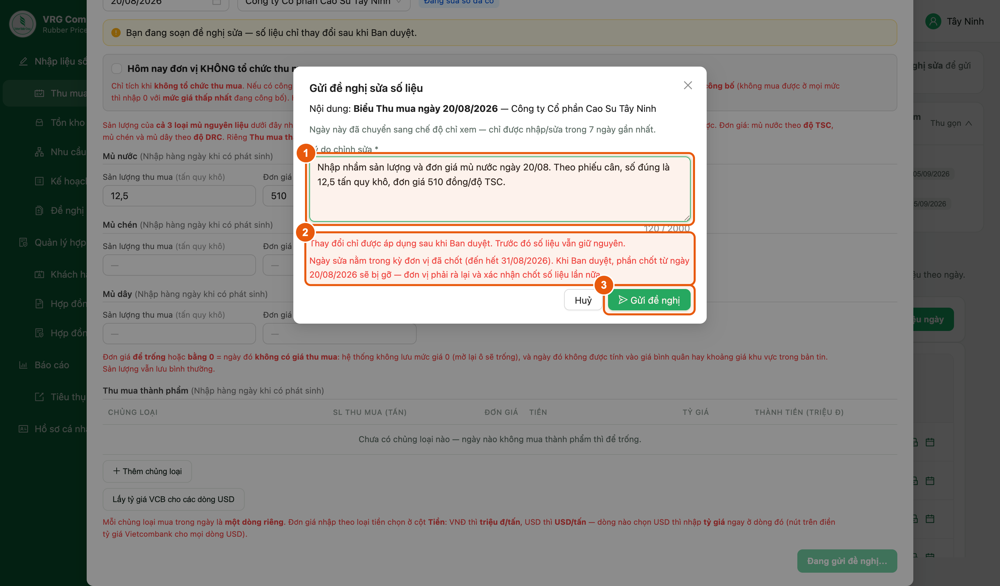 20/08/2026
Công ty Cổ phần Cao Su Tây Ninh
Đang sửa số đã có
VRG Com
Rubber Price
Tây Ninh
Bạn đang soạn đề nghị sửa — số liệu chỉ thay đổi sau khi Ban duyệt.
Nhập liệu số
Thu mua
Tồn kho
Nhu cầu
Kế hoạch
Đề nghị
Quản lý hợp
Khách hà
Hợp đồn
Hợp đồn
Báo cáo
Tiêu thụ
Hồ sơ cá nhâ
Hôm nay đơn vị KHÔNG tổ chức thu m
Chỉ tích khi không tổ chức thu mua. Nếu có công
công bố (không mua được ở mọi mức
thì nhập 0 với mức giá thấp nhất đang công bố).
Sản lượng của cả 3 loại mủ nguyên liệu dưới đây nh
ợc. Đơn giá: mủ nước theo độ TSC,
mủ chén và mủ dây theo độ DRC. Riêng Thu mua th
Mủ nước (Nhập hàng ngày khi có phát sinh)
Sản lượng thu mua (tấn quy khô)
Đơn giá
12,5
510
Mủ chén (Nhập hàng ngày khi có phát sinh)
Sản lượng thu mua (tấn quy khô)
Đơn giá
—
—
Mủ dây (Nhập hàng ngày khi có phát sinh)
Sản lượng thu mua (tấn quy khô)
Đơn giá
—
—
Đơn giá để trống hoặc bằng 0 = ngày đó không có giá thu mua: hệ thống không lưu mức giá 0 (mở lại ô sẽ trống), và ngày đó không được tính vào giá bình quân hay khoảng giá khu vực trong bản tin.
Sản lượng vẫn lưu bình thường.
Thu mua thành phẩm (Nhập hàng ngày khi có phát sinh)
CHỦNG LOẠI
SL THU MUA (TẤN)
ĐƠN GIÁ
TIỀN
TỶ GIÁ
THÀNH TIỀN (TRIỆU Đ)
Chưa có chủng loại nào — ngày nào không mua thành phẩm thì để trống.
+ Thêm chủng loại
Lấy tỷ giá VCB cho các dòng USD
Mỗi chủng loại mua trong ngày là một dòng riêng. Đơn giá nhập theo loại tiền chọn ở cột Tiền: VNĐ thì triệu đ/tấn, USD thì USD/tấn — dòng nào chọn USD thì nhập tỷ giá ngay ở dòng đó (nút trên điền
tỷ giá Vietcombank cho mọi dòng USD).
Đang gửi đề nghị...
Gửi đề nghị sửa số liệu
Nội dung: Biểu Thu mua ngày 20/08/2026 — Công ty Cổ phần Cao Su Tây Ninh
Ngày này đã chuyển sang chế độ chỉ xem — chỉ được nhập/sửa trong 7 ngày gần nhất.
1
ý do chỉnh sửa *
Nhập nhầm sản lượng và đơn giá mủ nước ngày 20/08. Theo phiếu cân, số đúng là
12,5 tấn quy khô, đơn giá 510 đồng/độ TSC.
120 / 2000
2
Thay đổi chỉ được áp dụng sau khi Ban duyệt. Trước đó số liệu vẫn giữ nguyên.
Ngày sửa nằm trong kỳ đơn vị đã chốt (đến hết 31/08/2026). Khi Ban duyệt, phần chốt từ ngày
20/08/2026 sẽ bị gỡ — đơn vị phải rà lại và xác nhận chốt số liệu lần nữa
3
Huỷ
Gửi đề nghị
ghị sửa để gửi
m
Thu gọn
05/09/2026
5/09/2026
ệu theo ngày.
ệu ngày